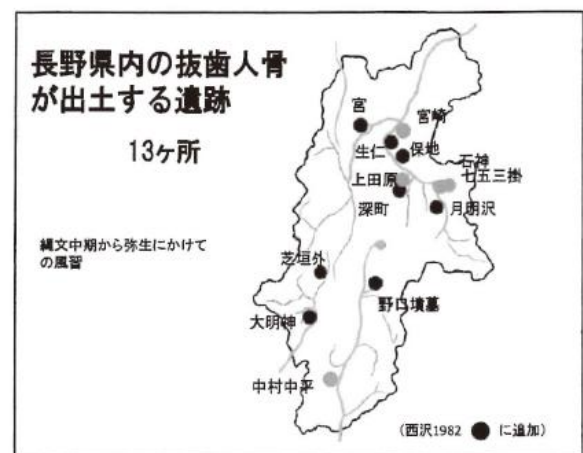 長野県内の抜歯人骨
が出土する遺跡
13ヶ所
縄文中期から弥生にかけて
の風習
宮
宮崎
生仁
保地
石神
七五三掛
上田原
深町
月明沢
芝垣外
野口墳墓
大明神
中村中平
(西沢1982 ● に追加)